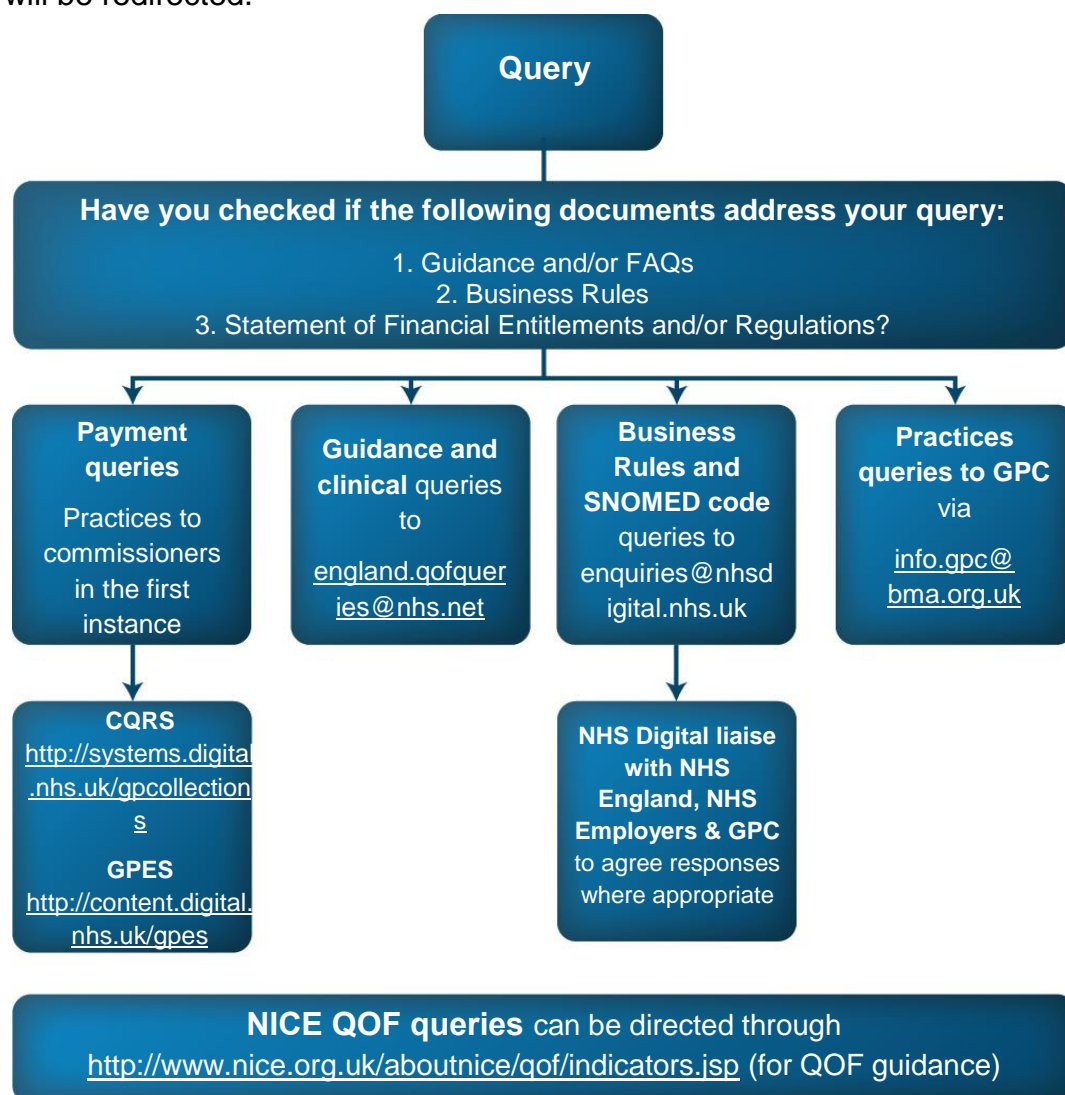 will be redirected.
Query
Have you checked if the following documents address your query:
1. Guidance and/or FAQs
2. Business Rules
3. Statement of Financial Entitlements and/or Regulations?
Payment
queries
Practices to
commissioners
in the first
instance
Guidance and
clinical queries
to
england.qofquer
ies@nhs.net
Business
Rules and
SNOMED code
queries to
enquiries@nhsd
igital.nhs.uk
Practices
queries to GPC
via
info.gpc@
bma.org.uk
CQRS
http://systems.digital
.nhs.uk/gpcollection
s
GPES
http://content.digital.
nhs.uk/gpes
NHS Digital liaise
with NHS
England, NHS
Employers & GPC
to agree responses
where appropriate
NICE QOF queries can be directed through
http://www.nice.org.uk/aboutnice/qof/indicators.jsp (for QOF guidance)